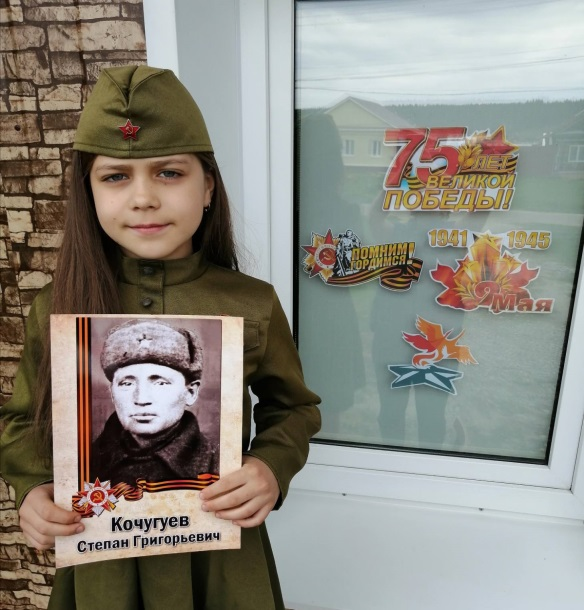 75 ЛЕТ
ВЕЛИКОЙ
ПОБЕДЫ!
ПОМНИМ
ГОРДИМСЯ!
1941 1945
9 Мая
Кочугуев
Степан Григорьевич